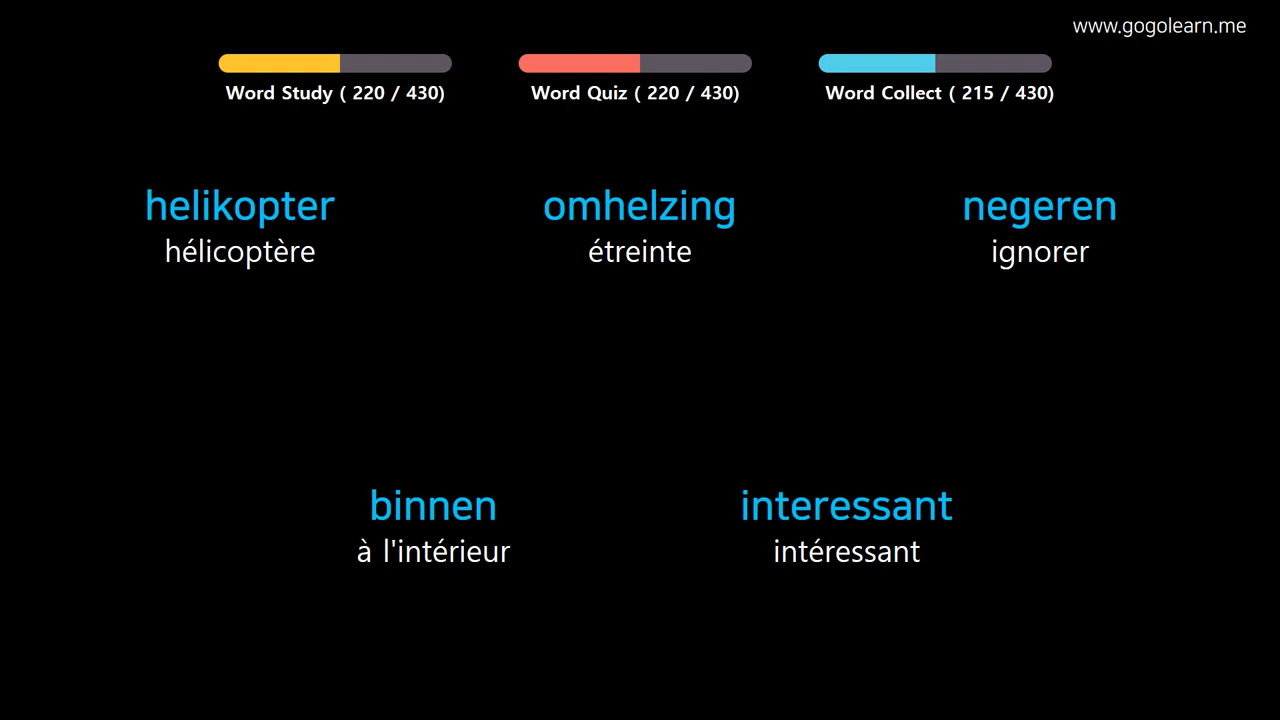 www.gogolearn.me
Word Study ( 220 / 430)
Word Quiz ( 220 / 430)
Word Collect ( 215 / 430)
helikopter
hélicoptère
omhelzing
étreinte
negeren
ignorer
binnen
à l'intérieur
interessant
intéressant